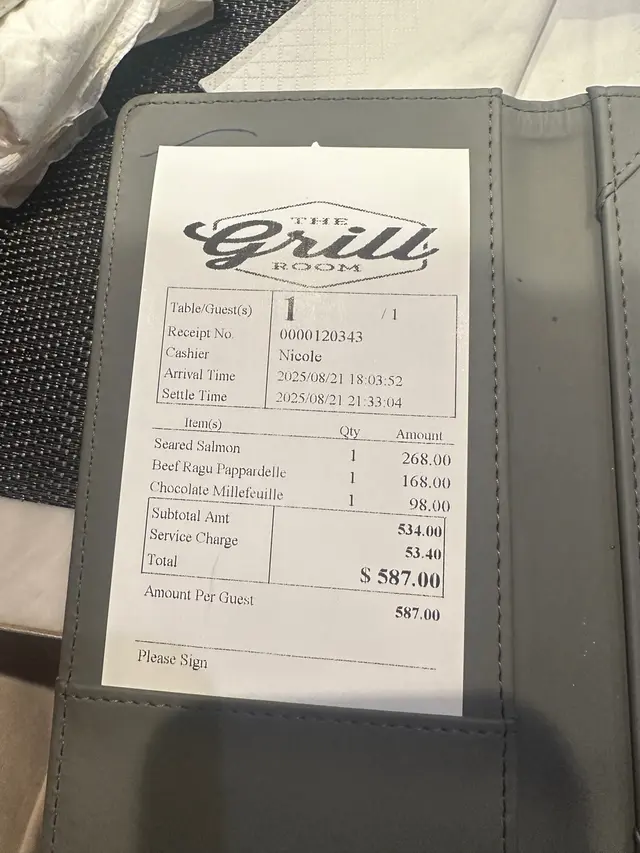 THE
Grill
ROOM
Table/Guest(s) 1 / 1
Receipt No. 0000120343
Cashier Nicole
Arrival Time 2025/08/21 18:03:52
Settle Time 2025/08/21 21:33:04
Item(s) Qty Amount
Seared Salmon 1 268.00
Beef Ragu Pappardelle 1 168.00
Chocolate Millefeuille 1 98.00
Subtotal Amt 534.00
Service Charge 53.40
Total $ 587.00
Amount Per Guest 587.00
Please Sign